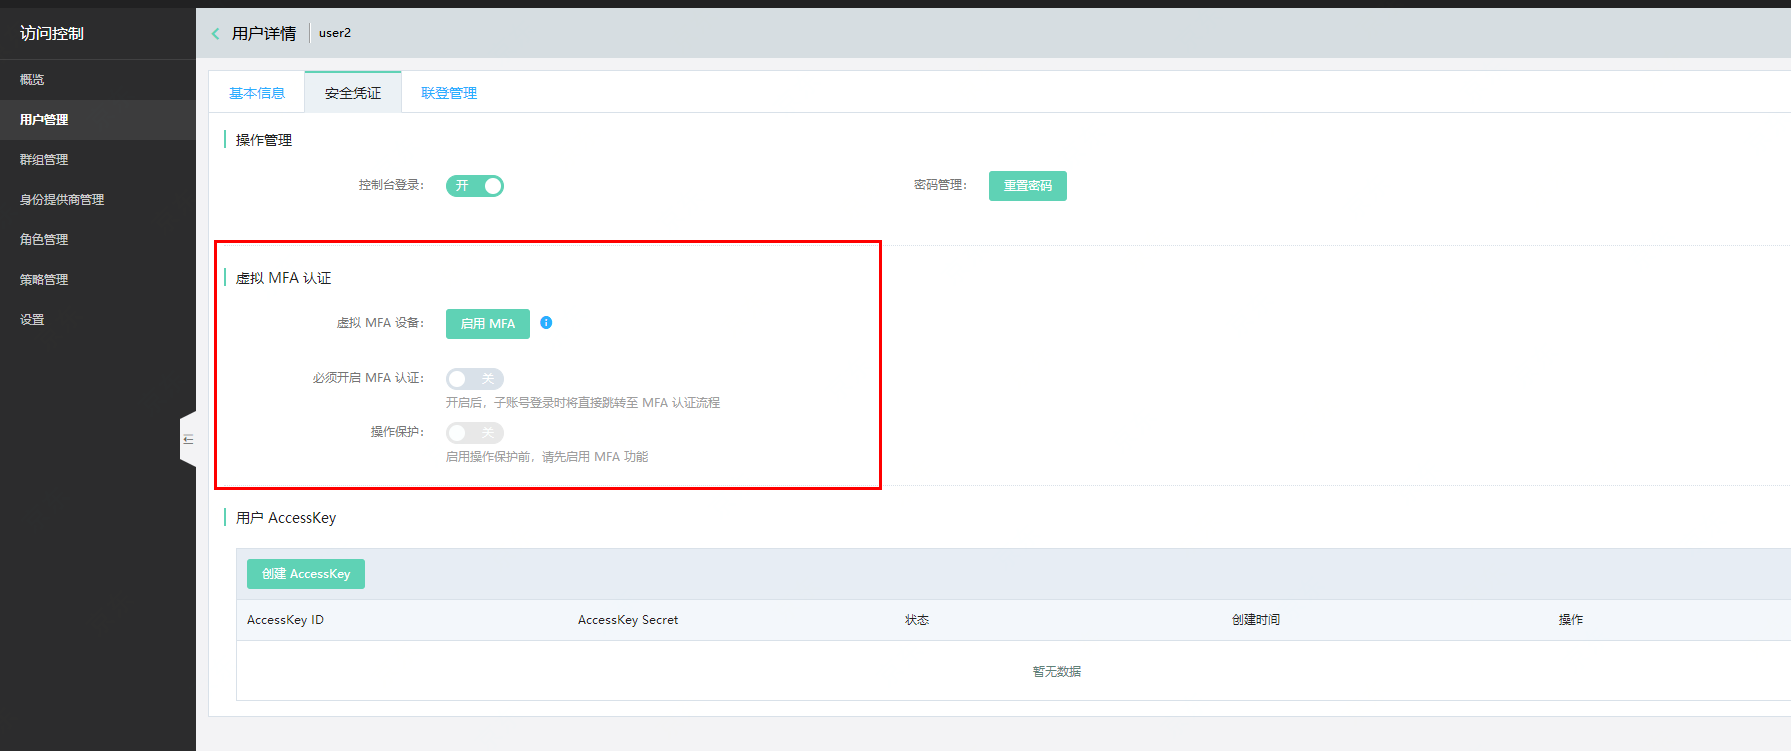 访问控制
概览
用户管理
群组管理
身份提供商管理
角色管理
策略管理
设置
用户详情 user2
基本信息 安全凭证 联登管理
操作管理
控制台登录： 开 密码管理： 重置密码
虚拟 MFA 认证
虚拟 MFA 设备： 启用 MFA
必须开启 MFA 认证： 关
开启后，子账号登录时将直接跳转至 MFA 认证流程
操作保护： 关
启用操作保护前，请先启用 MFA 功能
用户 AccessKey
创建 AccessKey
AccessKey ID AccessKey Secret 状态 创建时间 操作
暂无数据